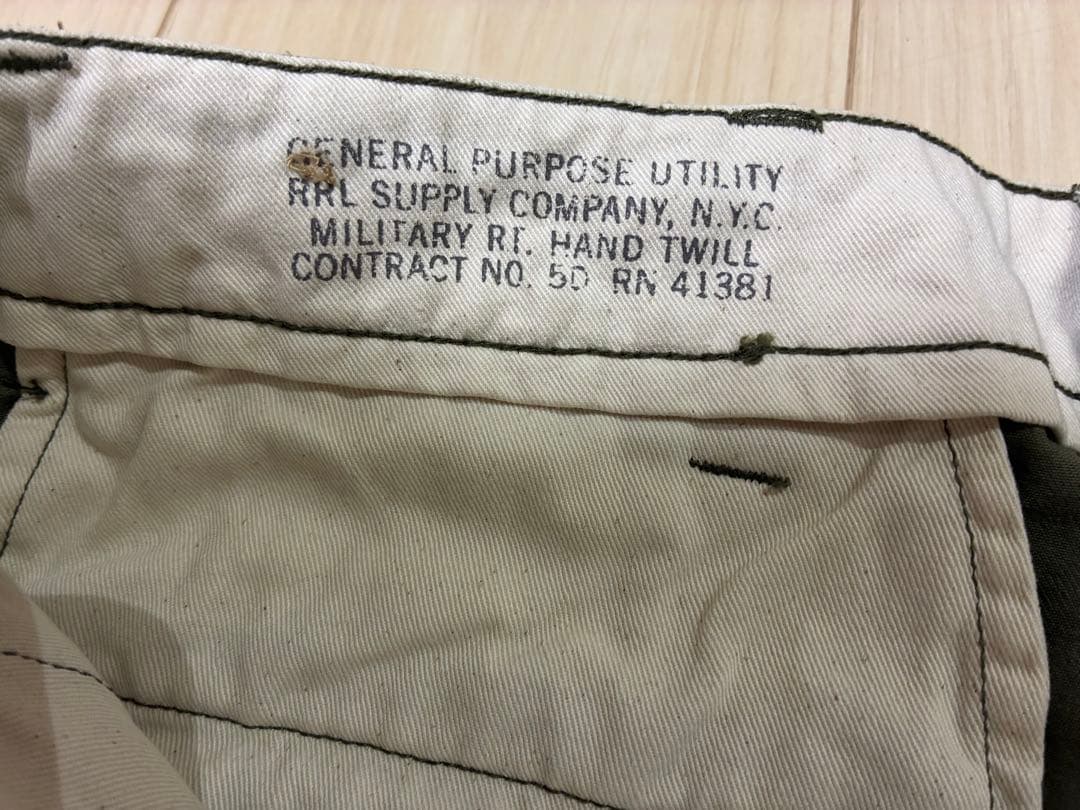 GENERAL PURPOSE UTILITY
RRL SUPPLY COMPANY, N.Y.C.
MILITARY RT. HAND TWILL
CONTRACT NO. 50 RN 41381